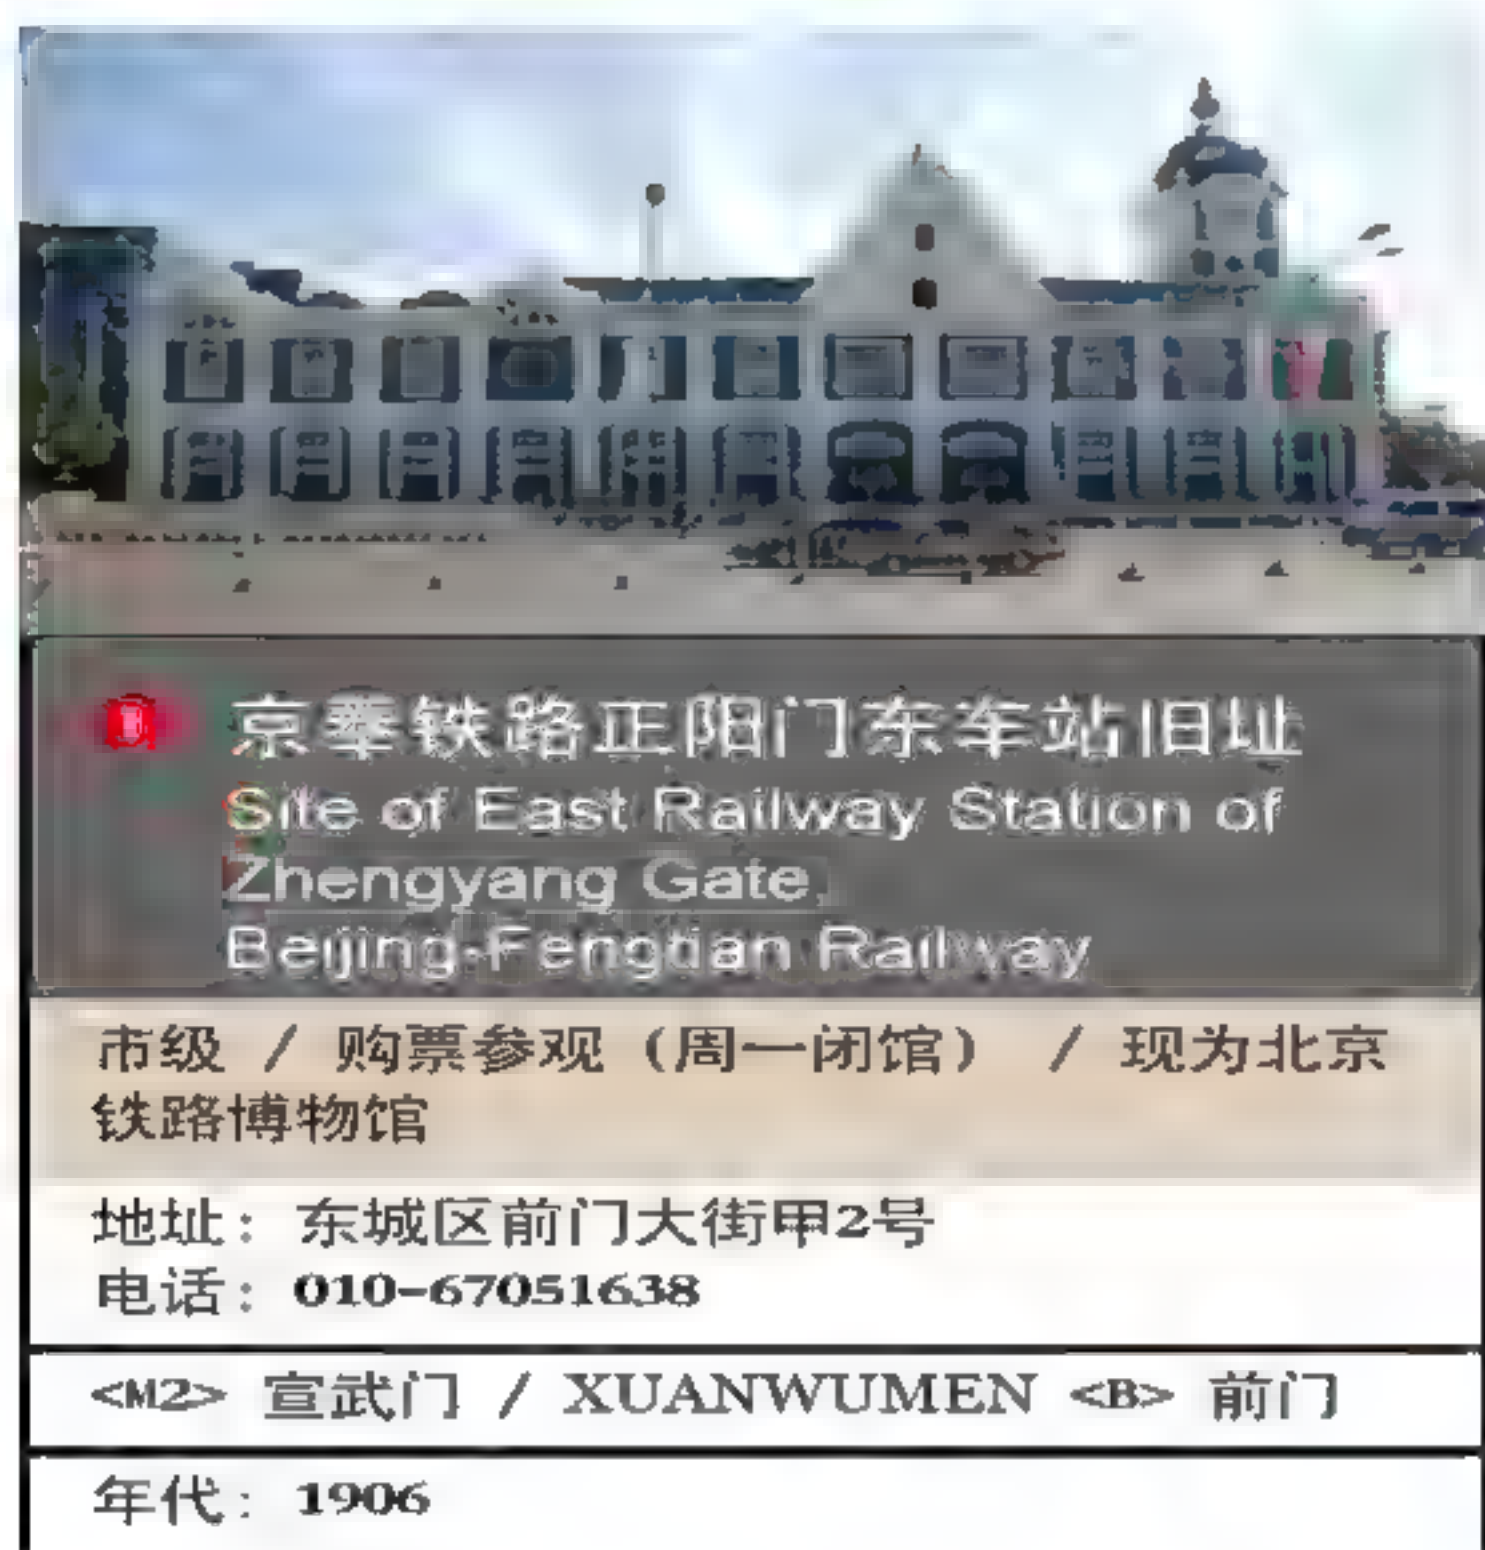 京奉铁路正阳门东车站旧址
Site of East Railway Station of
Zhengyang Gate,
Beijing-Fengtian Railway
市级 / 购票参观（周一闭馆） / 现为北京
铁路博物馆
地址：东城区前门大街甲2号
电话：010-67051638
<M2> 宣武门 / XUANWUMEN <B> 前门
年代：1906